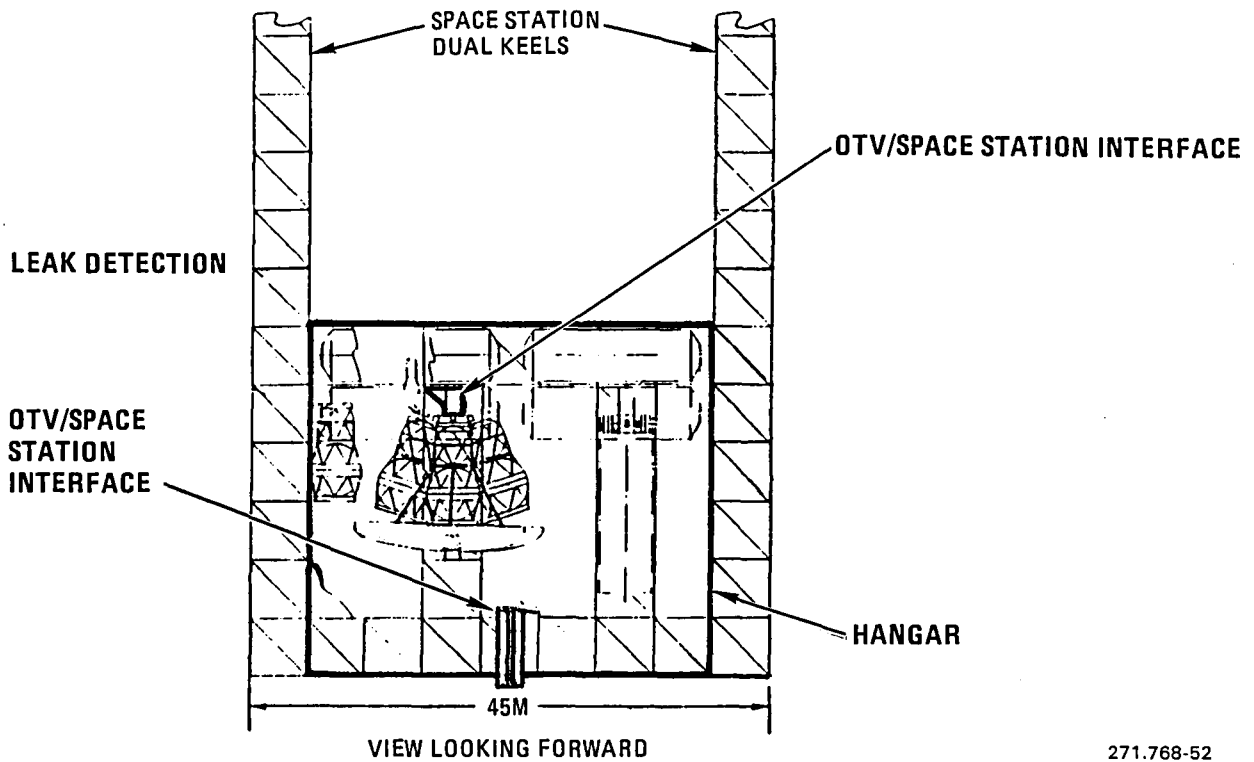 SPACE STATION
DUAL KEELS
OTV/SPACE STATION INTERFACE
LEAK DETECTION
OTV/SPACE
STATION
INTERFACE
HANGAR
45M
VIEW LOOKING FORWARD
271.768-52